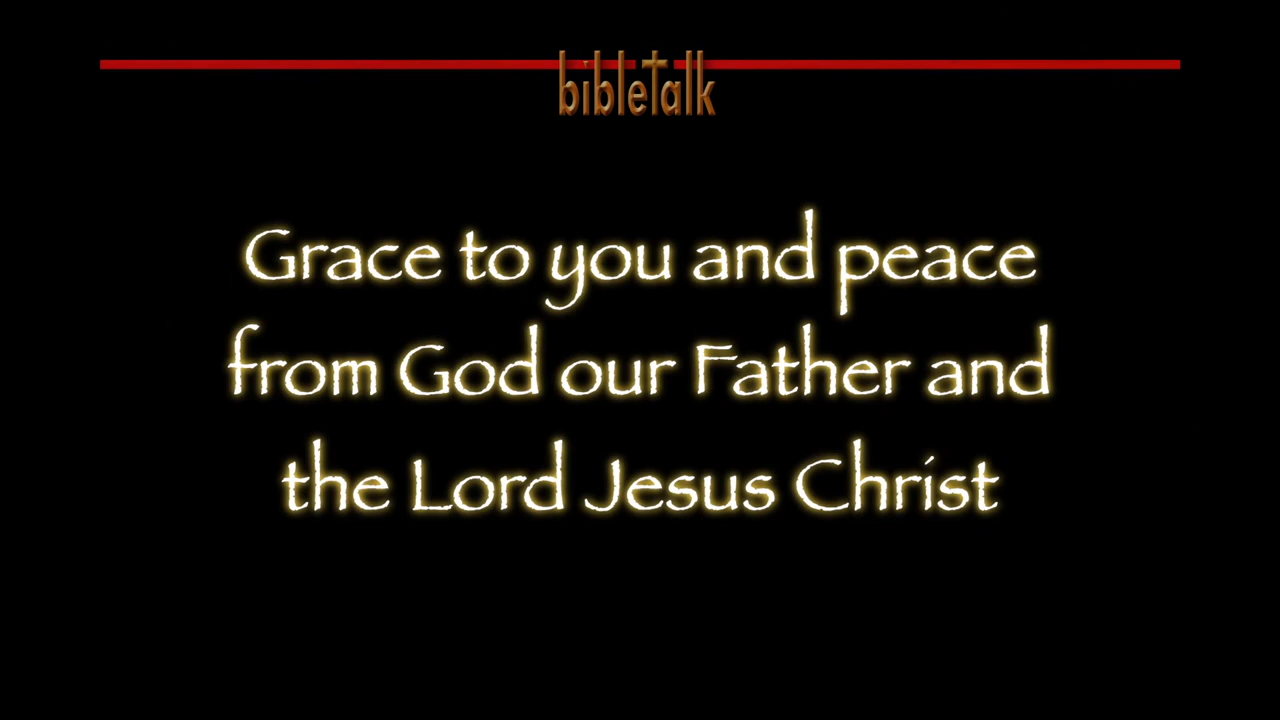 bibleTalk
Grace to you and peace
from God our Father and
the Lord Jesus Christ